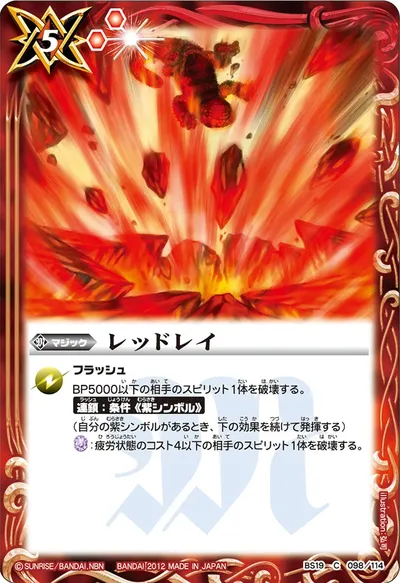 5
マジック
レッドレイ
フラッシュ
BP5000以下の相手のスピリット1体を破壊する。
連鎖:条件《紫シンボル》
(自分の紫シンボルがあるとき、下の効果を続けて発揮する)
:疲労状態のコスト4以下の相手のスピリット1体を破壊する。
Illustration:弘司
BS19 C 098/114
©SUNRISE/BANDAI,NBN BANDAI 2012 MADE IN JAPAN